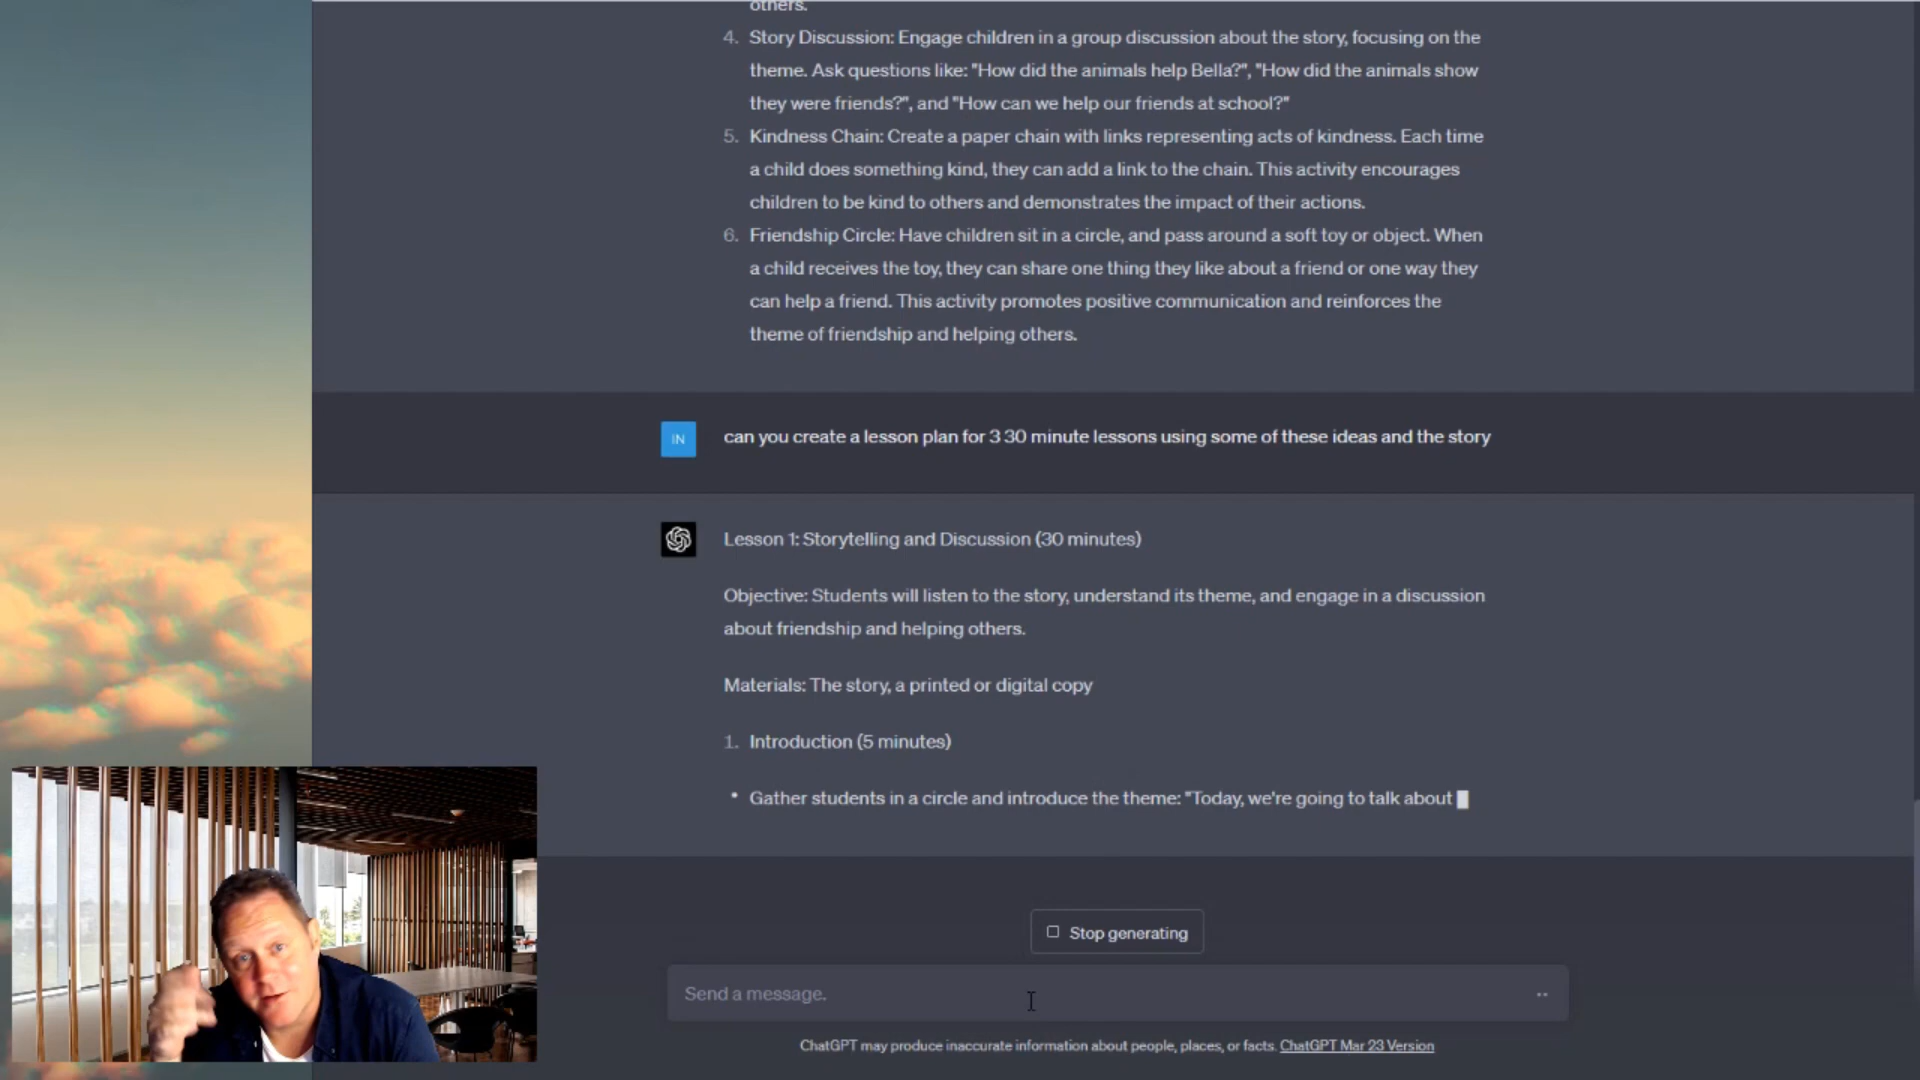 others.
4. Story Discussion: Engage children in a group discussion about the story, focusing on the
theme. Ask questions like: "How did the animals help Bella?", "How did the animals show
they were friends?", and "How can we help our friends at school?"
5. Kindness Chain: Create a paper chain with links representing acts of kindness. Each time
a child does something kind, they can add a link to the chain. This activity encourages
children to be kind to others and demonstrates the impact of their actions.
6. Friendship Circle: Have children sit in a circle, and pass around a soft toy or object. When
a child receives the toy, they can share one thing they like about a friend or one way they
can help a friend. This activity promotes positive communication and reinforces the
theme of friendship and helping others.
IN
can you create a lesson plan for 3 30 minute lessons using some of these ideas and the story
Lesson 1: Storytelling and Discussion (30 minutes)
Objective: Students will listen to the story, understand its theme, and engage in a discussion
about friendship and helping others.
Materials: The story, a printed or digital copy
1. Introduction (5 minutes)
• Gather students in a circle and introduce the theme: "Today, we're going to talk about
Stop generating
Send a message.
ChatGPT may produce inaccurate information about people, places, or facts. ChatGPT Mar 23 Version